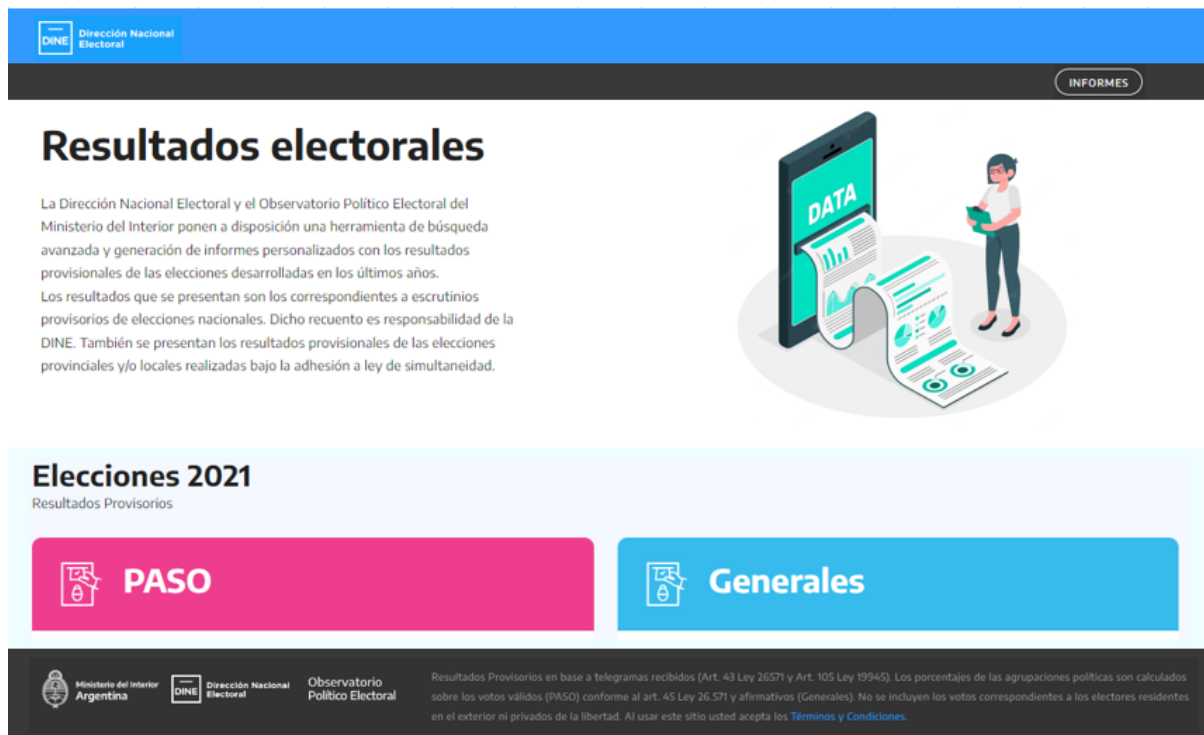 DINE
Dirección Nacional
Electoral
INFORMES
Resultados electorales
La Dirección Nacional Electoral y el Observatorio Político Electoral del
Ministerio del Interior ponen a disposición una herramienta de búsqueda
avanzada y generación de informes personalizados con los resultados
provisionales de las elecciones desarrolladas en los últimos años.
Los resultados que se presentan son los correspondientes a escrutinios
provisorios de elecciones nacionales. Dicho recuento es responsabilidad de la
DINE. También se presentan los resultados provisionales de las elecciones
provinciales y/o locales realizadas bajo la adhesión a ley de simultaneidad.
DATA
Elecciones 2021
Resultados Provisorios
PASO
Generales
Ministerio del Interior
Argentina
DINE
Dirección Nacional
Electoral
Observatorio
Político Electoral
Resultados Provisorios en base a telegramas recibidos (Art. 43 Ley 26571 y Art. 105 Ley 19945). Los porcentajes de las agrupaciones políticas son calculados
sobre los votos válidos (PASO) conforme al art. 45 Ley 26.571 y afirmativos (Generales). No se incluyen los votos correspondientes a los electores residentes
en el exterior ni privados de la libertad. Al usar este sitio usted acepta los Términos y Condiciones.